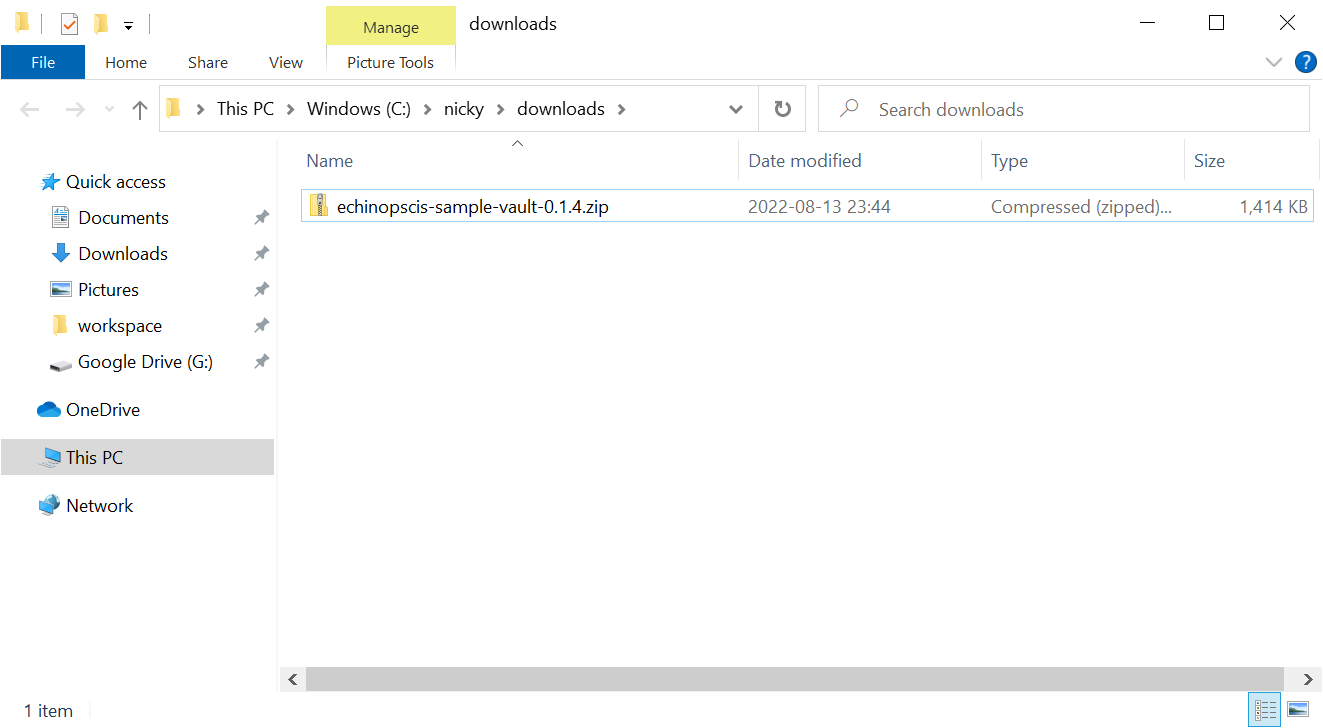 Manage downloads
File Home Share View Picture Tools ?
This PC Windows (C:) nicky downloads Search downloads
Name Date modified Type Size
echinopscis-sample-vault-0.1.4.zip 2022-08-13 23:44 Compressed (zipped)... 1,414 KB
Quick access
Documents
Downloads
Pictures
workspace
Google Drive (G:)
OneDrive
This PC
Network
1 item